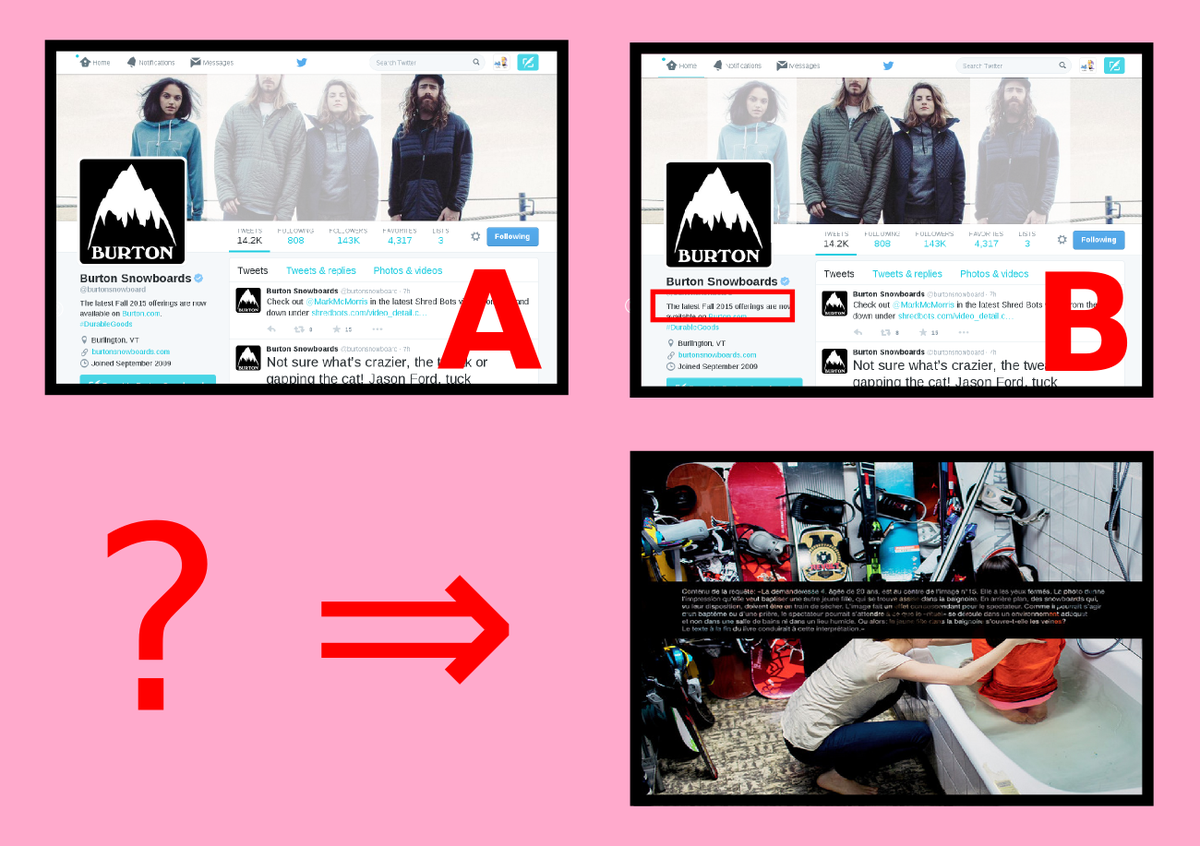 Home Notifications Messages Search Twitter
BURTON
TWEETS FOLLOWING FOLLOWERS FAVORITES LISTS
14.2K 808 143K 4,317 3 Following
Burton Snowboards
@burtonsnowboard
The latest Fall 2015 offerings are now
available on Burton.com.
#DurableGoods
Burlington, VT
burtonsnowboards.com
Joined September 2009
Tweets Tweets & replies Photos & videos
Burton Snowboards @burtonsnowboard · 7h
Check out @MarkMcMorris in the latest Shred Bots and
down under shredbots.com/video_detail.c…
8 15
Burton Snowboards @burtonsnowboard · 7h
Not sure what's crazier, the or
gapping the cat! Jason Ford, tuck
A
Home Notifications Messages Search Twitter
BURTON
TWEETS FOLLOWING FOLLOWERS FAVORITES LISTS
14.2K 808 143K 4,317 3 Following
Burton Snowboards
The latest Fall 2015 offerings are now
available on Burton.com
#DurableGoods
Burlington, VT
burtonsnowboards.com
Joined September 2009
Tweets Tweets & replies Photos & videos
Burton Snowboards @burtonsnowboard · 7h
Check out @MarkMcMorris in the latest Shred Bots from the
down under shredbots.com/video_detail.c…
8 19
Burton Snowboards @burtonsnowboard · 7h
Not sure what's crazier, the
gapping the cat! Jason Ford, tuck
B
? ⇒
Contenu de la requête: «La demanderesse 4, âgée de 20 ans, est au centre de l'image n°15. Elle a les yeux fermés. La photo donne
l'impression qu'elle veut baptiser une autre jeune fille, qui se trouve assise dans la baignoire. En arrière plan, des snowboards qui,
vu leur disposition, doivent être en train de sécher. L'image fait un effet condescendant pour le spectateur. Comme il pourrait s'agir
d'un baptême ou d'une prière, le spectateur pourrait s'attendre à ce que le «rituel» se déroule dans un environnement adéquat
et non dans une salle de bains ni dans un lieu humide. Ou alors: la jeune fille dans la baignoire s'ouvre-t-elle les veines?
Le texte à la fin du livre conduirait à cette interprétation.»